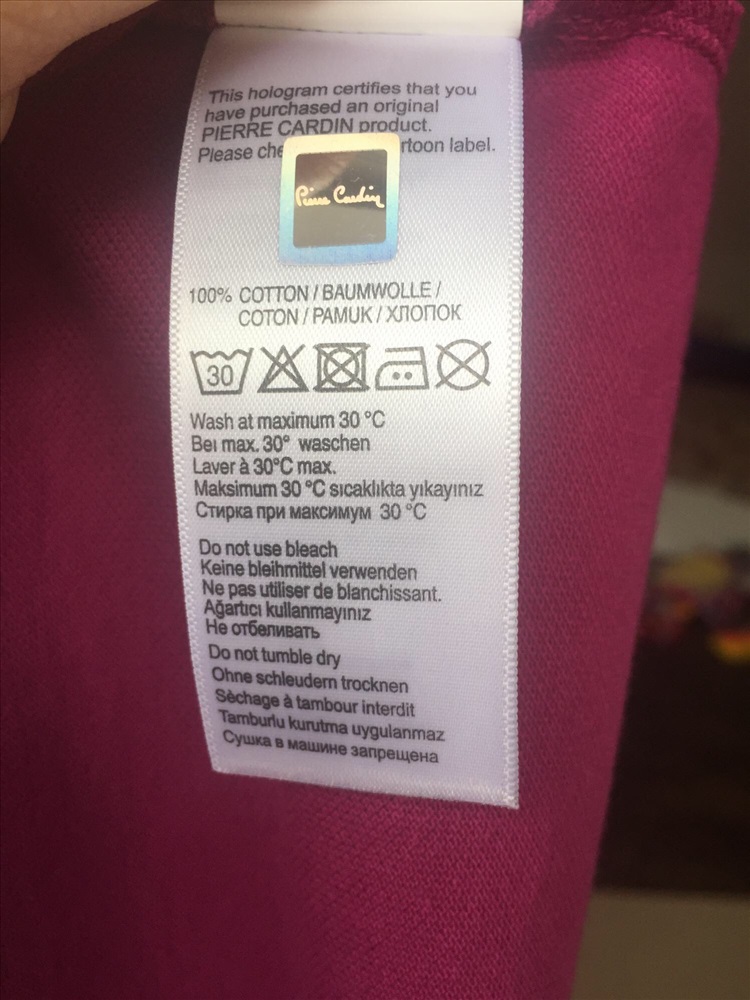 This hologram certifies that you
have purchased an original
PIERRE CARDIN product.
Please rtoon label.
Pierre Cardin
100% COTTON / BAUMWOLLE /
COTON / PAMUK / ХЛОПОК
30
Wash at maximum 30 °C
Bei max. 30° waschen
Laver à 30°C max.
Maksimum 30 °C sıcaklıkta yıkayınız
Стирка при максимум 30 °C
Do not use bleach
Keine bleihmittel verwenden
Ne pas utiliser de blanchissant.
Ağartıcı kullanmayınız
Не отбеливать
Do not tumble dry
Ohne schleudern trocknen
Sèchage à tambour interdit
Tamburlu kurutma uygulanmaz
Сушка в машине запрещена